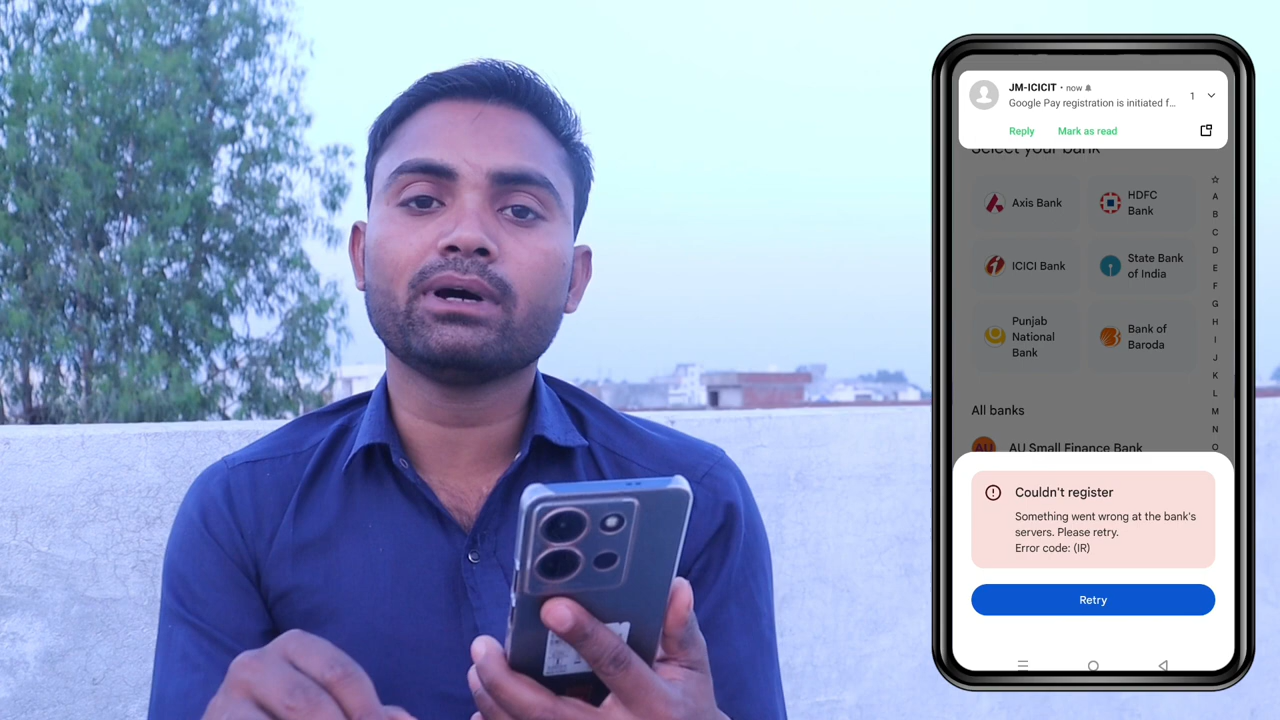 JM-ICICIT • now
Google Pay registration is initiated f...
1
Reply
Mark as read
Select your bank
Axis Bank
HDFC
Bank
ICICI Bank
State Bank
of India
Punjab
National
Bank
Bank of
Baroda
All banks
AU
AU Small Finance Bank
A
B
C
D
E
F
G
H
I
J
K
L
M
N
O
Couldn't register
Something went wrong at the bank's
servers. Please retry.
Error code: (IR)
Retry